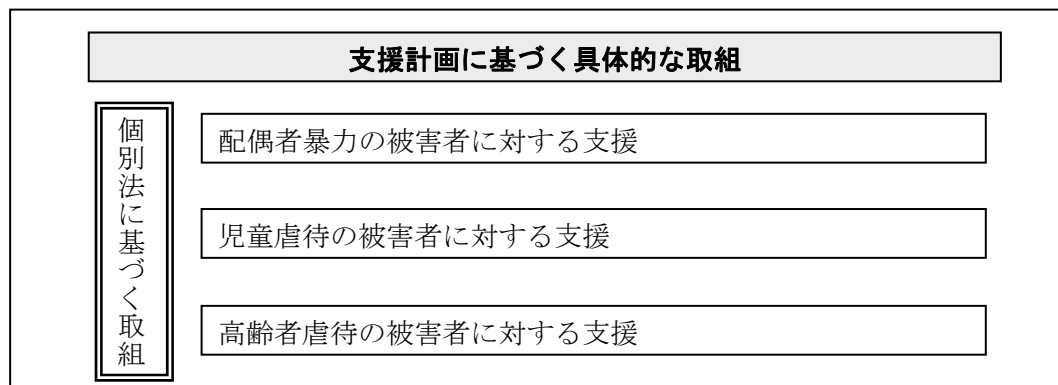 支援計画に基づく具体的な取組
個別法に基づく取組
配偶者暴力の被害者に対する支援
児童虐待の被害者に対する支援
高齢者虐待の被害者に対する支援